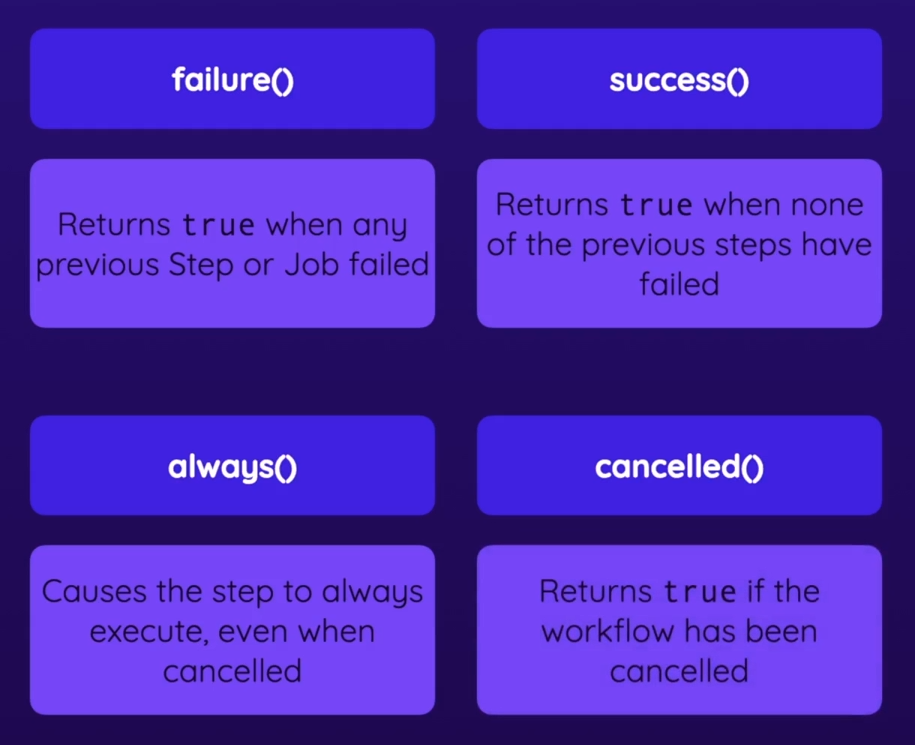 failure()
success()
Returns true when any
previous Step or Job failed
Returns true when none
of the previous steps have
failed
always()
cancelled()
Causes the step to always
execute, even when
cancelled
Returns true if the
workflow has been
cancelled